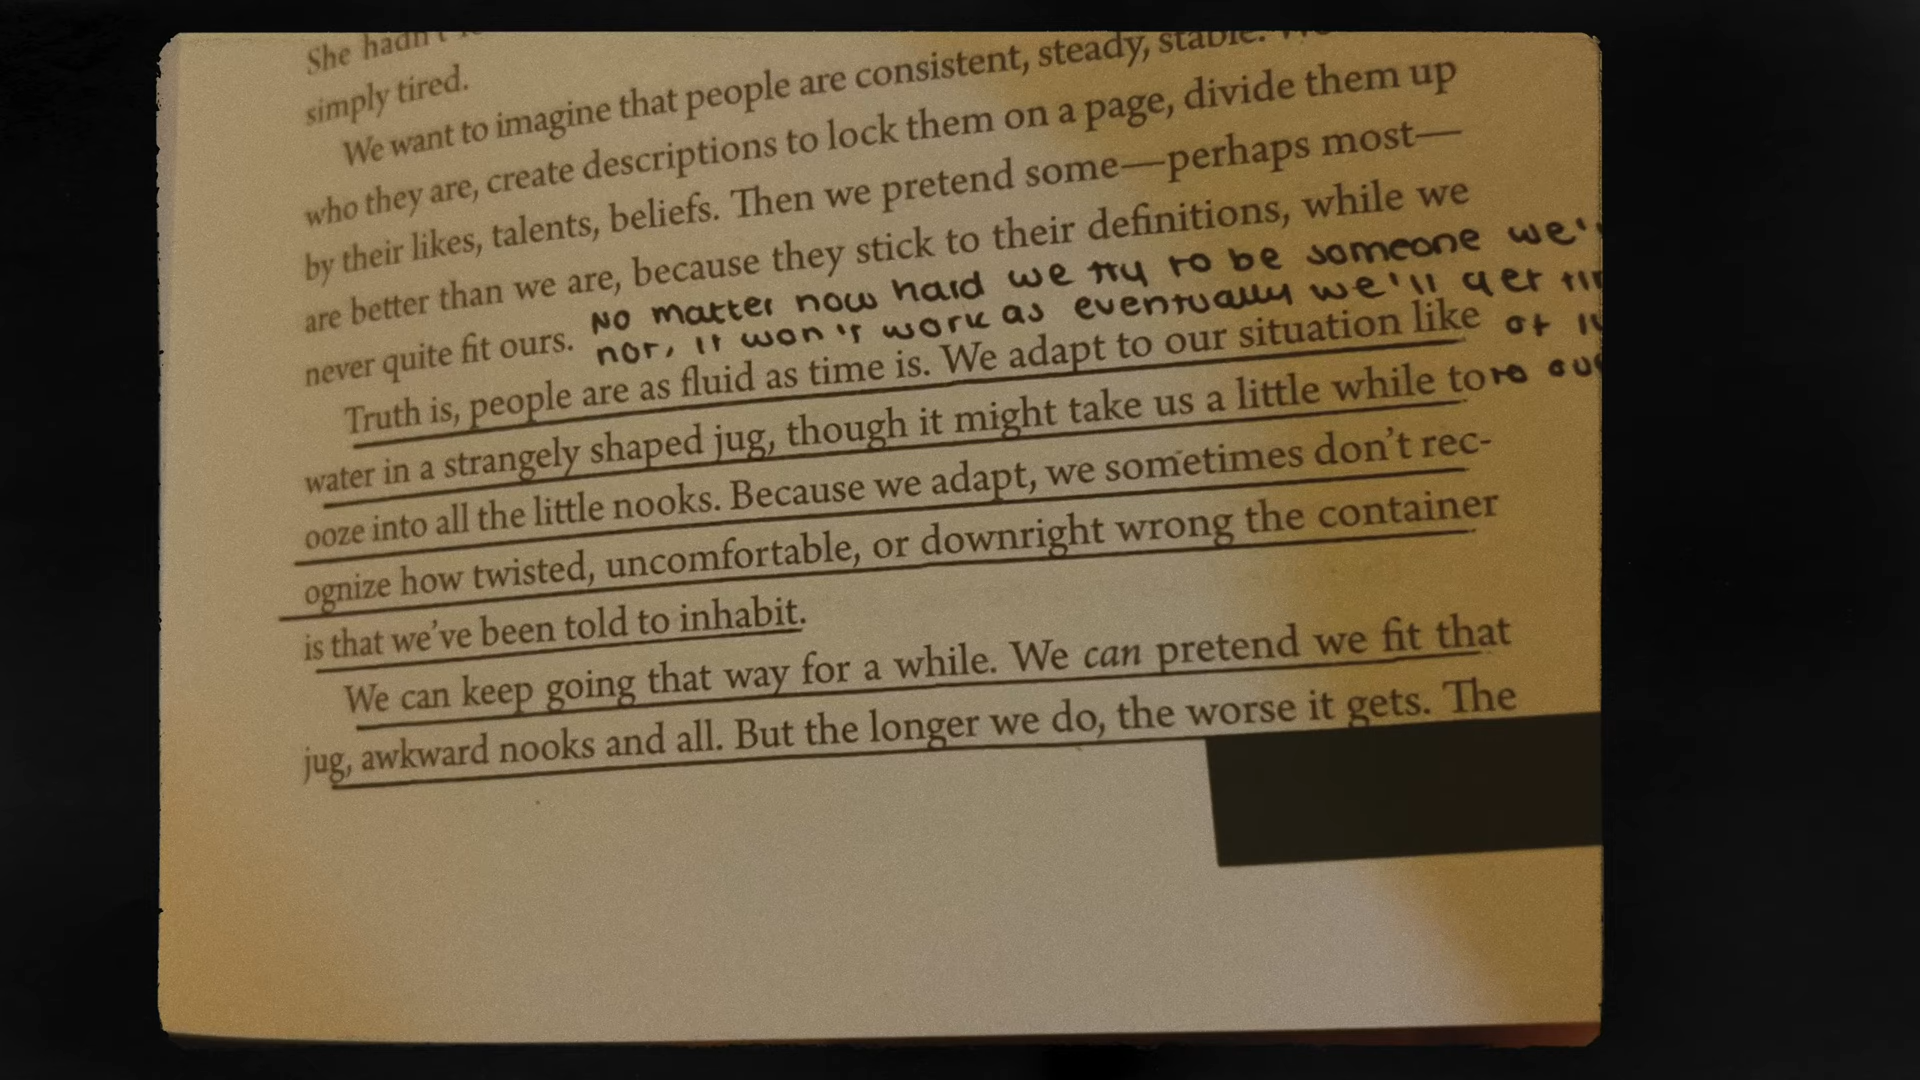 She hadn't
simply tired.
We want to imagine that people are consistent, steady, stable.
who they are, create descriptions to lock them on a page, divide them up
by their likes, talents, beliefs. Then we pretend some—perhaps most—
are better than we are, because they stick to their definitions, while we
never quite fit ours.
No matter how hard we try to be someone
not, it won't work as eventually we'll get
of
to
Truth is, people are as fluid as time is. We adapt to our situation like
water in a strangely shaped jug, though it might take us a little while to
ooze into all the little nooks. Because we adapt, we sometimes don't rec-
ognize how twisted, uncomfortable, or downright wrong the container
is that we've been told to inhabit.
We can keep going that way for a while. We can pretend we fit that
jug, awkward nooks and all. But the longer we do, the worse it gets. The